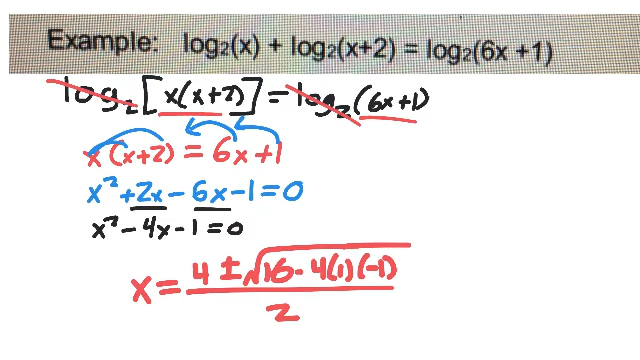 Example: log₂(x) + log₂(x+2) = log₂(6x +1)
log₂ [x(x+2)] = log₂ (6x+1)
x (x+2) = 6x+1
x² + 2x - 6x - 1 = 0
x² - 4x - 1 = 0
x = (4 ± √(16 - 4(1)(-1))) / 2